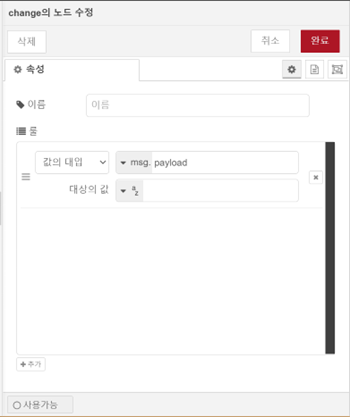 change의 노드 수정
삭제
취소
완료
속성
이름
이름
룰
값의 대입
msg. payload
대상의 값
a
z
추가
사용가능